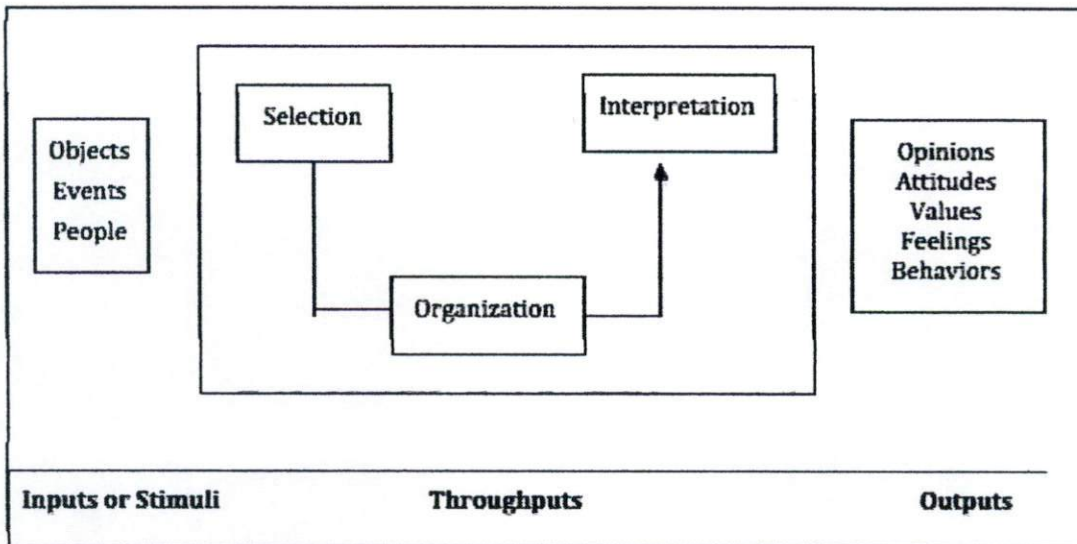 Objects
Events
People
Selection
Organization
Interpretation
Opinions
Attitudes
Values
Feelings
Behaviors
Inputs or Stimuli
Throughputs
Outputs